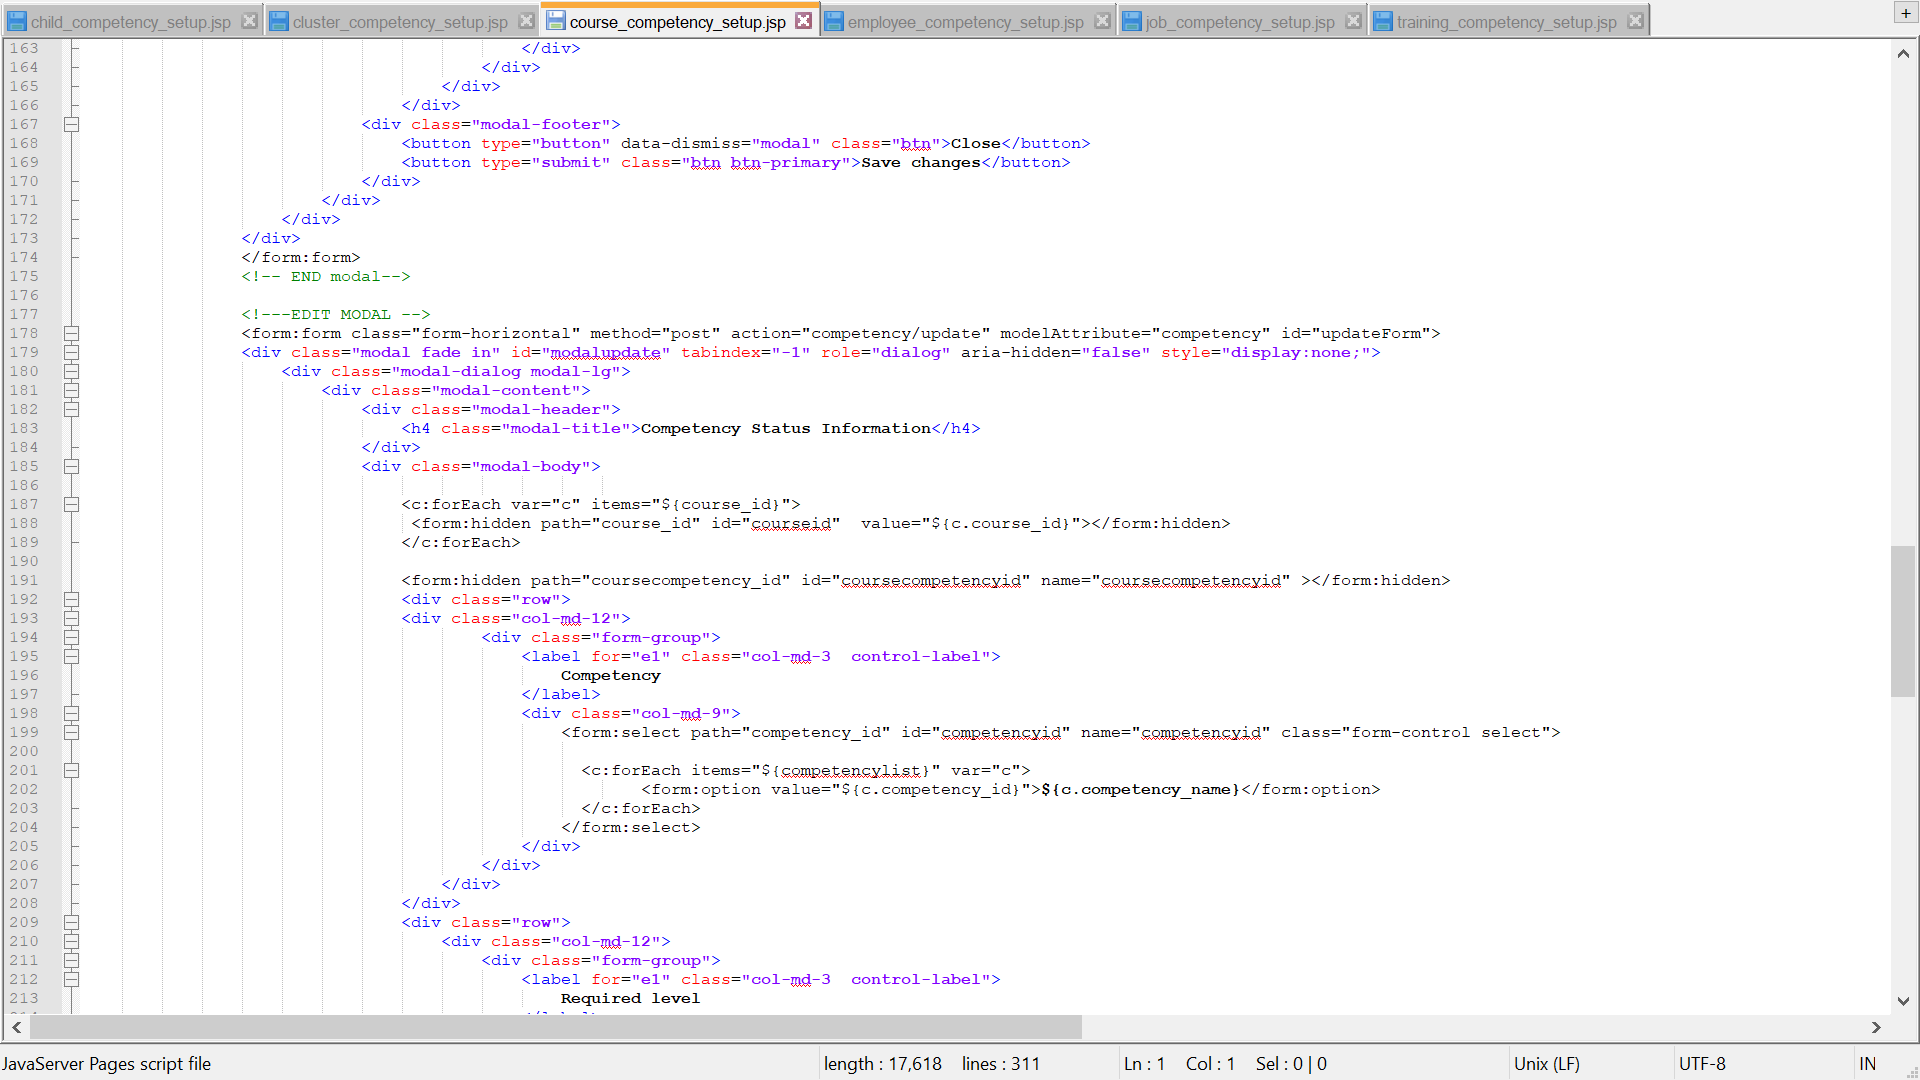 child_competency_setup.jsp cluster_competency_setup.jsp course_competency_setup.jsp employee_competency_setup.jsp job_competency_setup.jsp training_competency_setup.jsp +
163 </div>
164 </div>
165 </div>
166 </div>
167 <div class="modal-footer">
168 <button type="button" data-dismiss="modal" class="btn">Close</button>
169 <button type="submit" class="btn btn-primary">Save changes</button>
170 </div>
171 </div>
172 </div>
173 </div>
174 </form:form>
175 <!-- END modal-->
176
177 <!---EDIT MODAL -->
178 <form:form class="form-horizontal" method="post" action="competency/update" modelAttribute="competency" id="updateForm">
179 <div class="modal fade in" id="modalupdate" tabindex="-1" role="dialog" aria-hidden="false" style="display:none;">
180 <div class="modal-dialog modal-lg">
181 <div class="modal-content">
182 <div class="modal-header">
183 <h4 class="modal-title">Competency Status Information</h4>
184 </div>
185 <div class="modal-body">
186
187 <c:forEach var="c" items="${course_id}">
188 <form:hidden path="course_id" id="courseid"  value="${c.course_id}"></form:hidden>
189 </c:forEach>
190
191 <form:hidden path="coursecompetency_id" id="coursecompetencyid" name="coursecompetencyid" ></form:hidden>
192 <div class="row">
193 <div class="col-md-12">
194 <div class="form-group">
195 <label for="e1" class="col-md-3  control-label">
196 Competency
197 </label>
198 <div class="col-md-9">
199 <form:select path="competency_id" id="competencyid" name="competencyid" class="form-control select">
200
201 <c:forEach items="${competencylist}" var="c">
202 <form:option value="${c.competency_id}">${c.competency_name}</form:option>
203 </c:forEach>
204 </form:select>
205 </div>
206 </div>
207 </div>
208 </div>
209 <div class="row">
210 <div class="col-md-12">
211 <div class="form-group">
212 <label for="e1" class="col-md-3  control-label">
213 Required level
JavaServer Pages script file length : 17,618 lines : 311 Ln : 1 Col : 1 Sel : 0 | 0 Unix (LF) UTF-8 IN